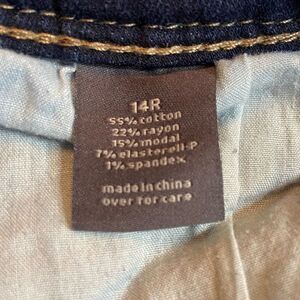 14R
55% cotton
22% rayon
15% modal
7% elasterell-P
1% spandex
made in china
over for care